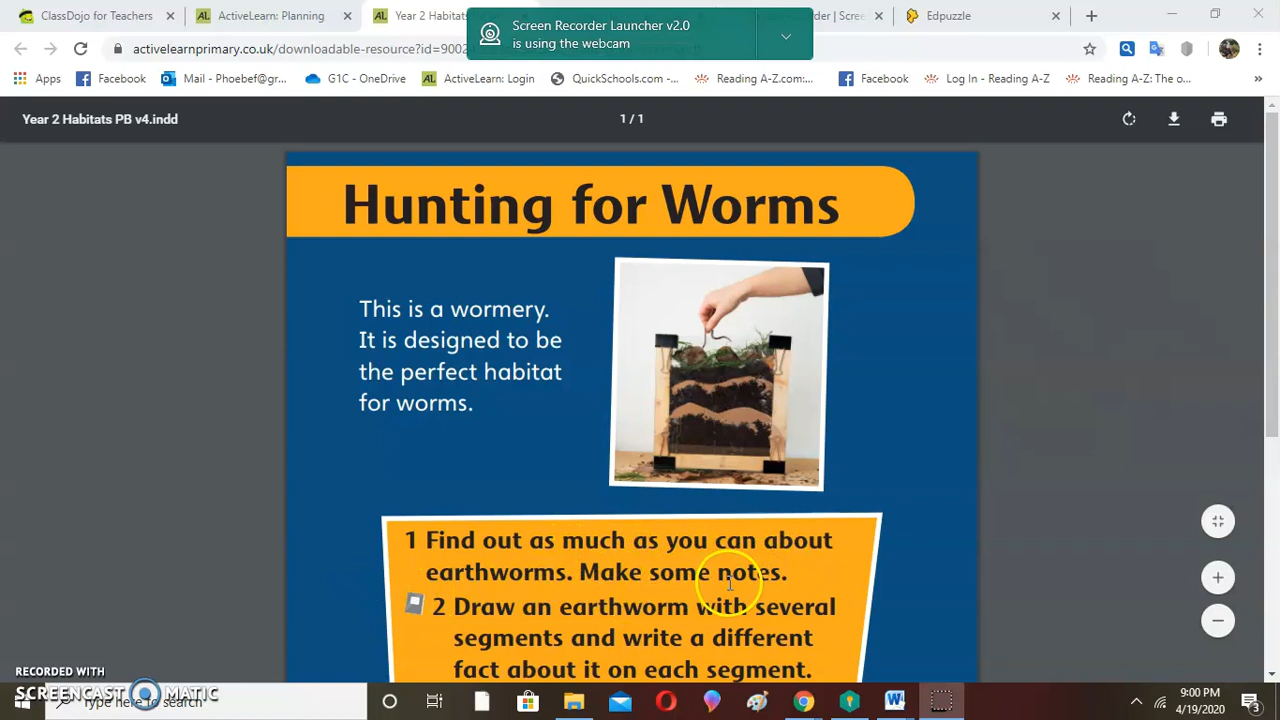 ClassDojo for Teachers
ActiveLearn: Planning
Year 2 Habitats
Edpuzzle
Screen Recorder Launcher v2.0
is using the webcam
activelearnprimary.co.uk/downloadable-resource?id=9002
Apps
Facebook
Mail - Phoebef@gr...
G1C - OneDrive
ActiveLearn: Login
QuickSchools.com -...
Reading A-Z.com:...
Facebook
Log In - Reading A-Z
Reading A-Z: The o...
»
Year 2 Habitats PB v4.indd
1 / 1
Hunting for Worms
This is a wormery.
It is designed to be
the perfect habitat
for worms.
1 Find out as much as you can about
earthworms. Make some notes.
2 Draw an earthworm with several
segments and write a different
fact about it on each segment.
RECORDED WITH
SCREENCAST MATIC
Type here to search
9:00 PM
4/19/2020
3